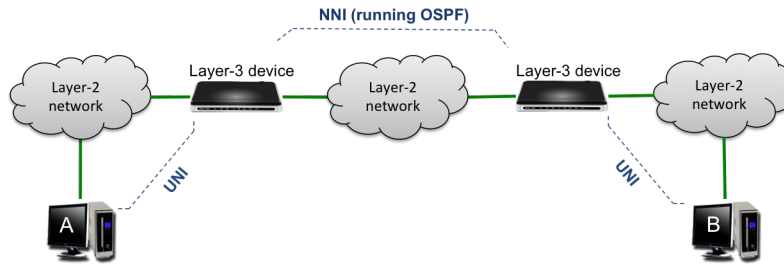 NNI (running OSPF)
Layer-3 device
Layer-3 device
Layer-2
network
Layer-2
network
Layer-2
network
UNI
UNI
A
B